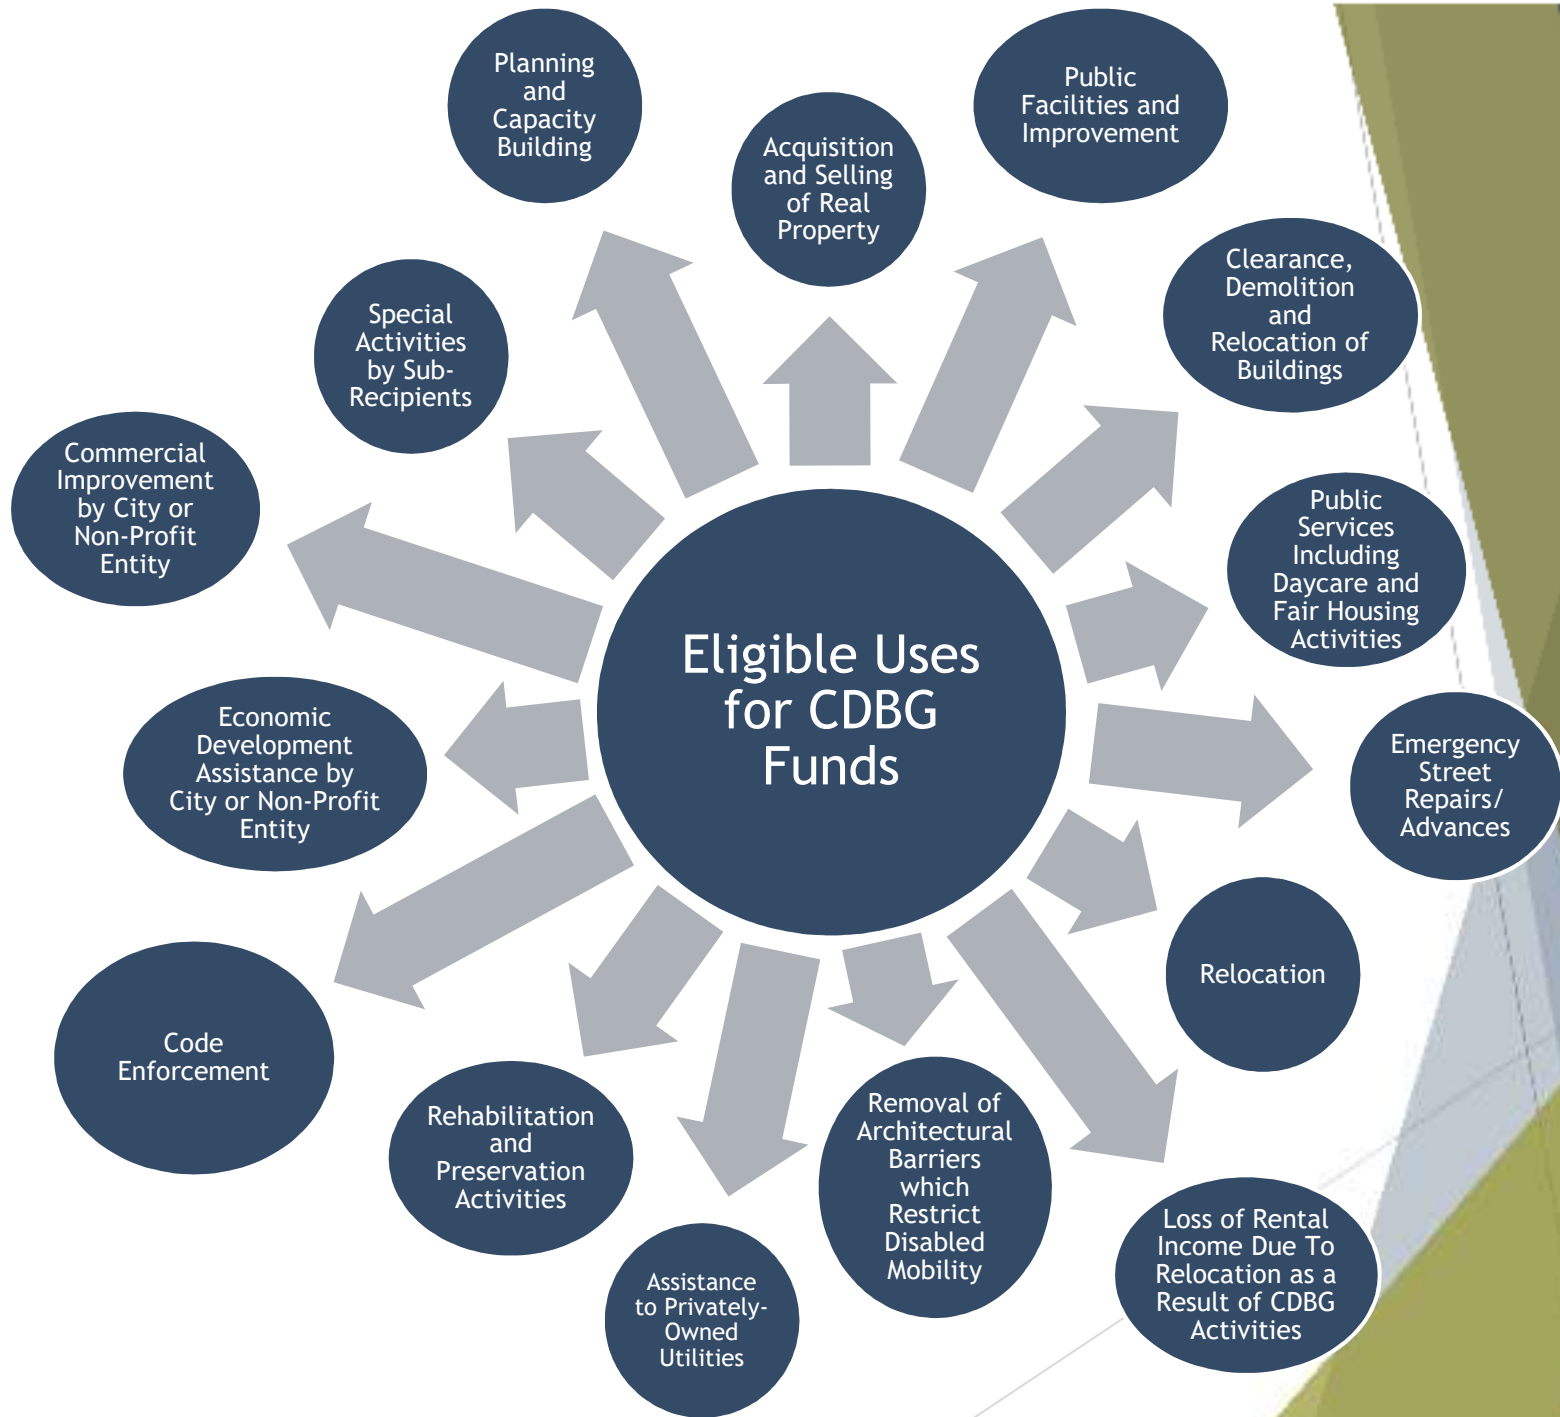 Planning
and
Capacity
Building
Acquisition
and Selling
of Real
Property
Public
Facilities and
Improvement
Clearance,
Demolition
and
Relocation of
Buildings
Public
Services
Including
Daycare and
Fair Housing
Activities
Emergency
Street
Repairs/
Advances
Relocation
Loss of Rental
Income Due To
Relocation as a
Result of CDBG
Activities
Removal of
Architectural
Barriers
which
Restrict
Disabled
Mobility
Assistance
to Privately-
Owned
Utilities
Rehabilitation
and
Preservation
Activities
Code
Enforcement
Economic
Development
Assistance by
City or Non-Profit
Entity
Commercial
Improvement
by City or
Non-Profit
Entity
Special
Activities
by Sub-
Recipients
Eligible Uses
for CDBG
Funds